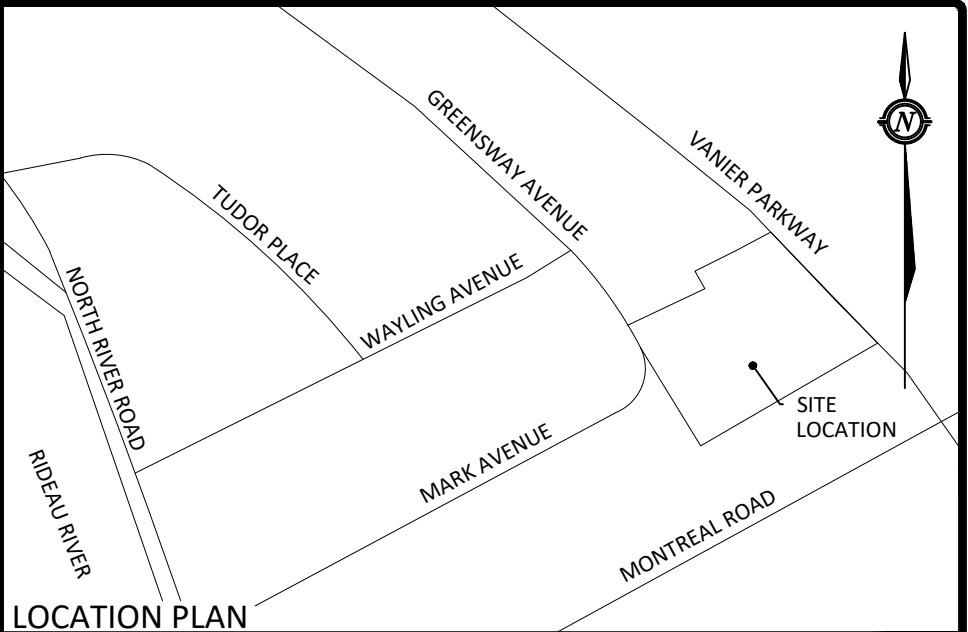 GREENSWAY AVENUE
VANIER PARKWAY
N
TUDOR PLACE
WAYLING AVENUE
NORTH RIVER ROAD
SITE
LOCATION
MARK AVENUE
RIDEAU RIVER
MONTREAL ROAD
LOCATION PLAN